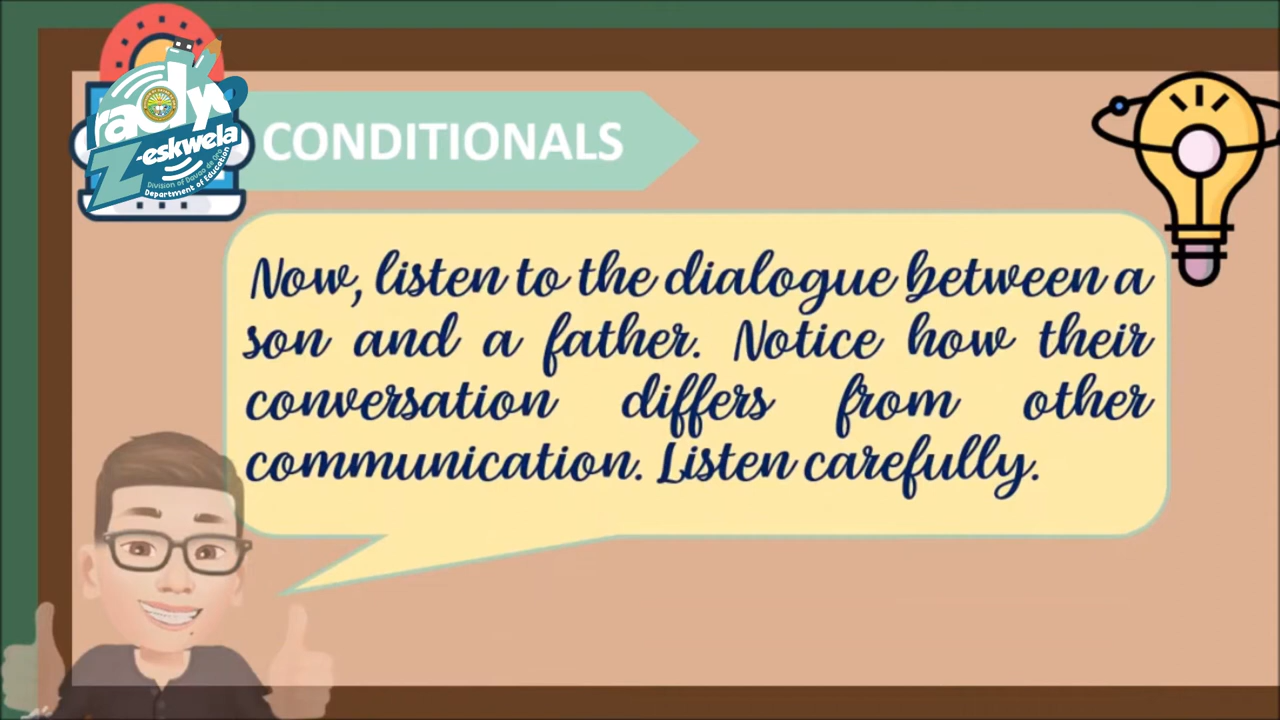 radyo
Z-eskwela
Division of Davao de Oro
Department of Education
CONDITIONALS
Now, listen to the dialogue between a
son and a father. Notice how their
conversation differs from other
communication. Listen carefully.